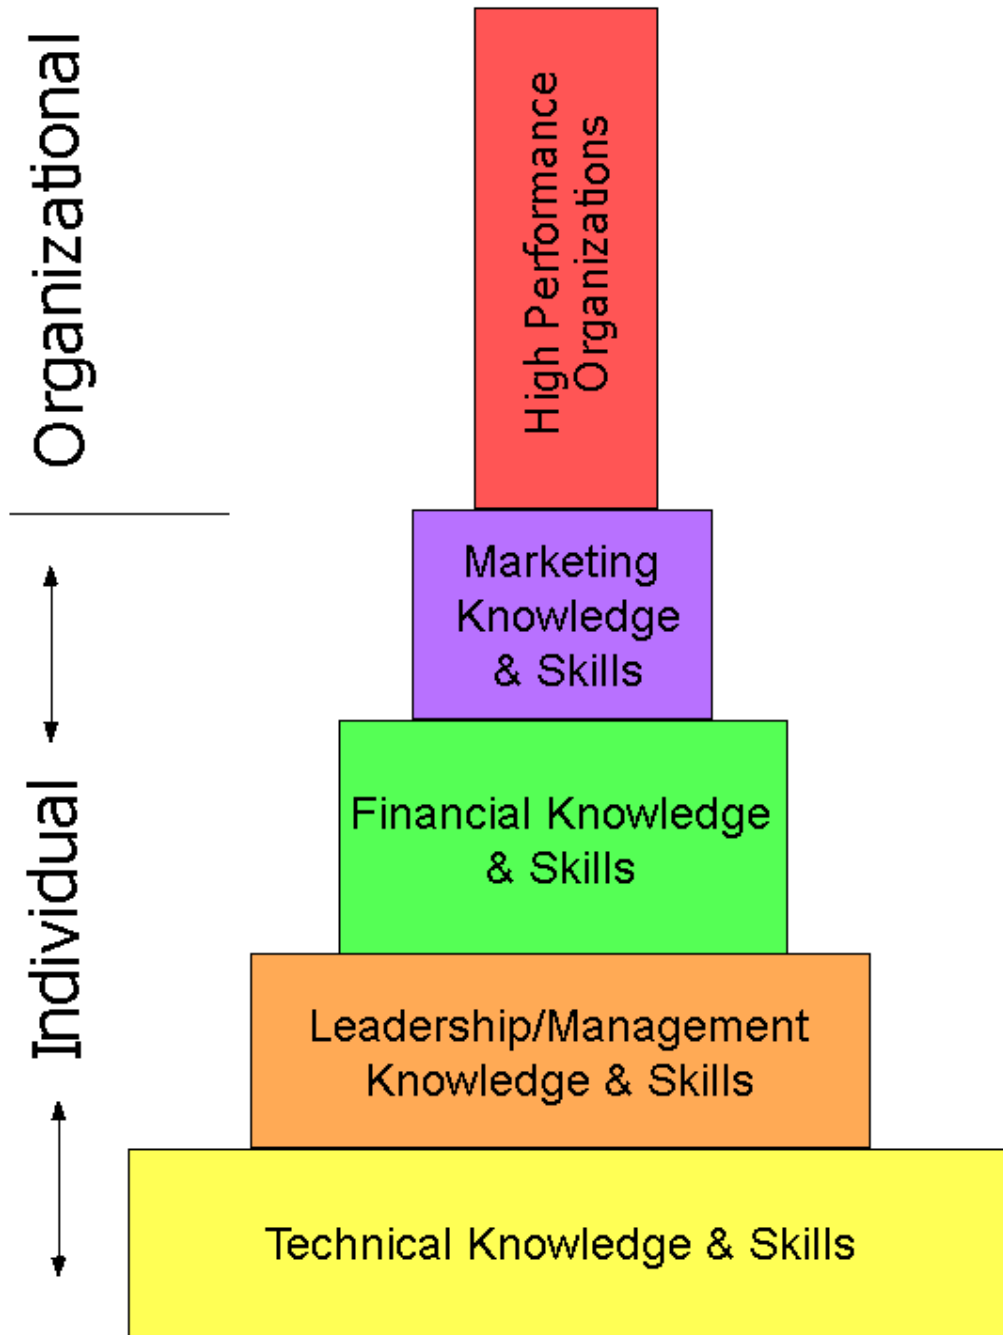 Organizational
High Performance
Organizations
Marketing
Knowledge
& Skills
Individual
Financial Knowledge
& Skills
Leadership/Management
Knowledge & Skills
Technical Knowledge & Skills